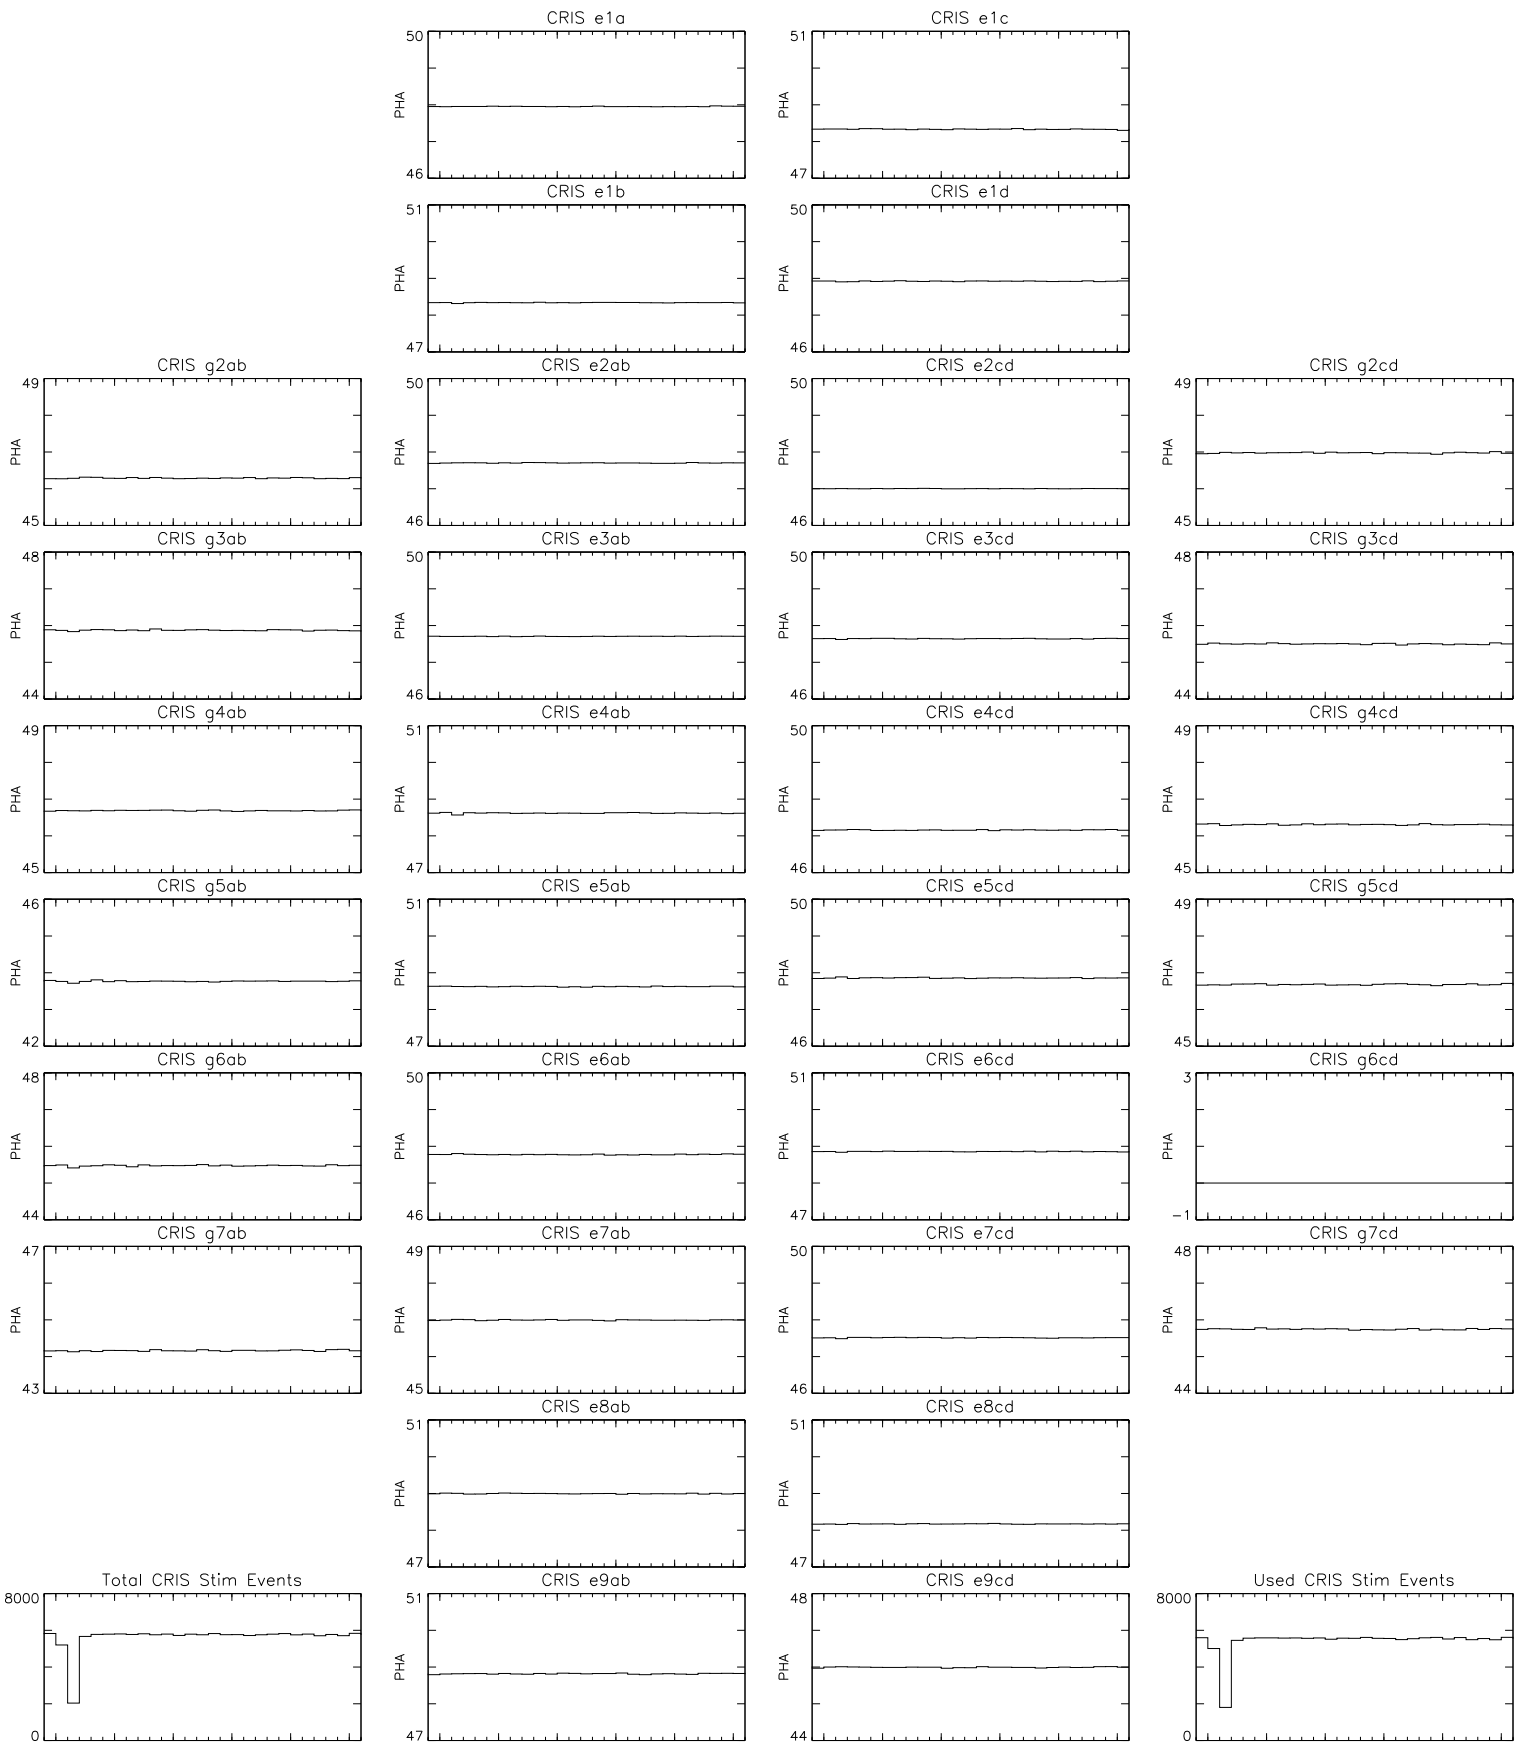 CRIS e1a
50
PHA
46
CRIS e1c
51
PHA
47
CRIS e1b
51
PHA
47
CRIS e1d
50
PHA
46
CRIS g2ab
49
PHA
45
CRIS e2ab
50
PHA
46
CRIS e2cd
50
PHA
46
CRIS g2cd
49
PHA
45
CRIS g3ab
48
PHA
44
CRIS e3ab
50
PHA
46
CRIS e3cd
50
PHA
46
CRIS g3cd
48
PHA
44
CRIS g4ab
49
PHA
45
CRIS e4ab
51
PHA
47
CRIS e4cd
50
PHA
46
CRIS g4cd
49
PHA
45
CRIS g5ab
46
PHA
42
CRIS e5ab
51
PHA
47
CRIS e5cd
50
PHA
46
CRIS g5cd
49
PHA
45
CRIS g6ab
48
PHA
44
CRIS e6ab
50
PHA
46
CRIS e6cd
51
PHA
47
CRIS g6cd
3
PHA
-1
CRIS g7ab
47
PHA
43
CRIS e7ab
49
PHA
45
CRIS e7cd
50
PHA
46
CRIS g7cd
48
PHA
44
CRIS e8ab
51
PHA
47
CRIS e8cd
51
PHA
47
Total CRIS Stim Events
8000
0
CRIS e9ab
51
PHA
47
CRIS e9cd
48
PHA
44
Used CRIS Stim Events
8000
0